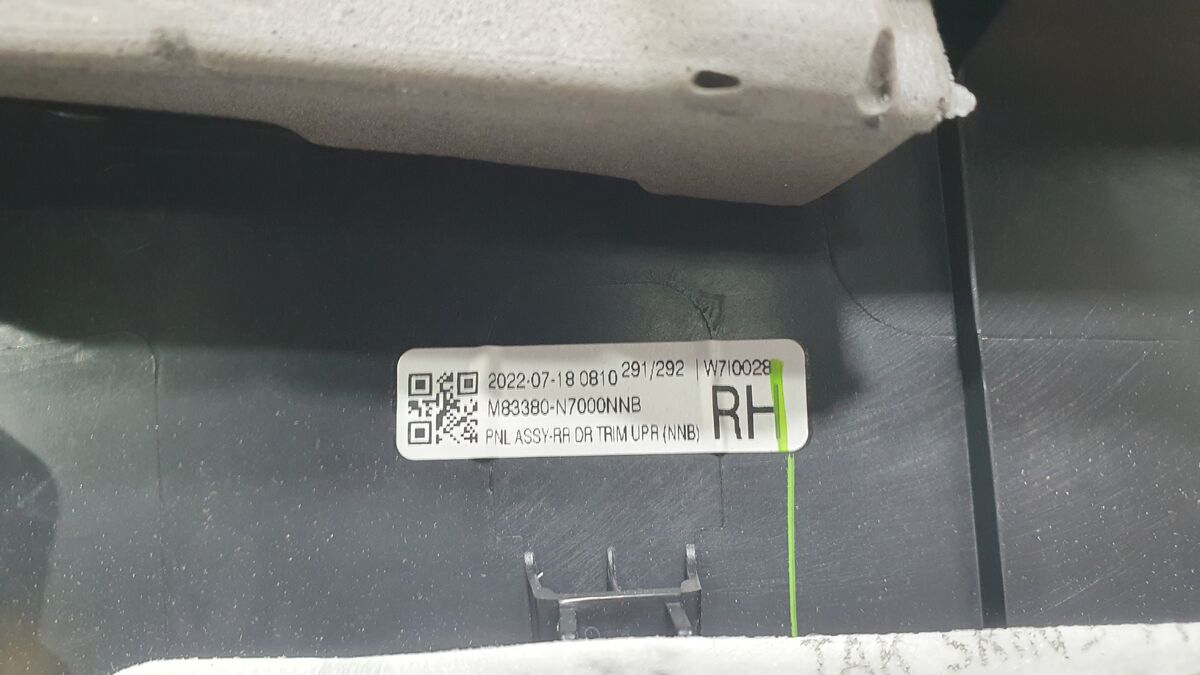 2022-07-18 0810 291/292 | W7I0028
M83380-N7000NNB
PNL ASSY-RR DR TRIM UPR (NNB)
RH